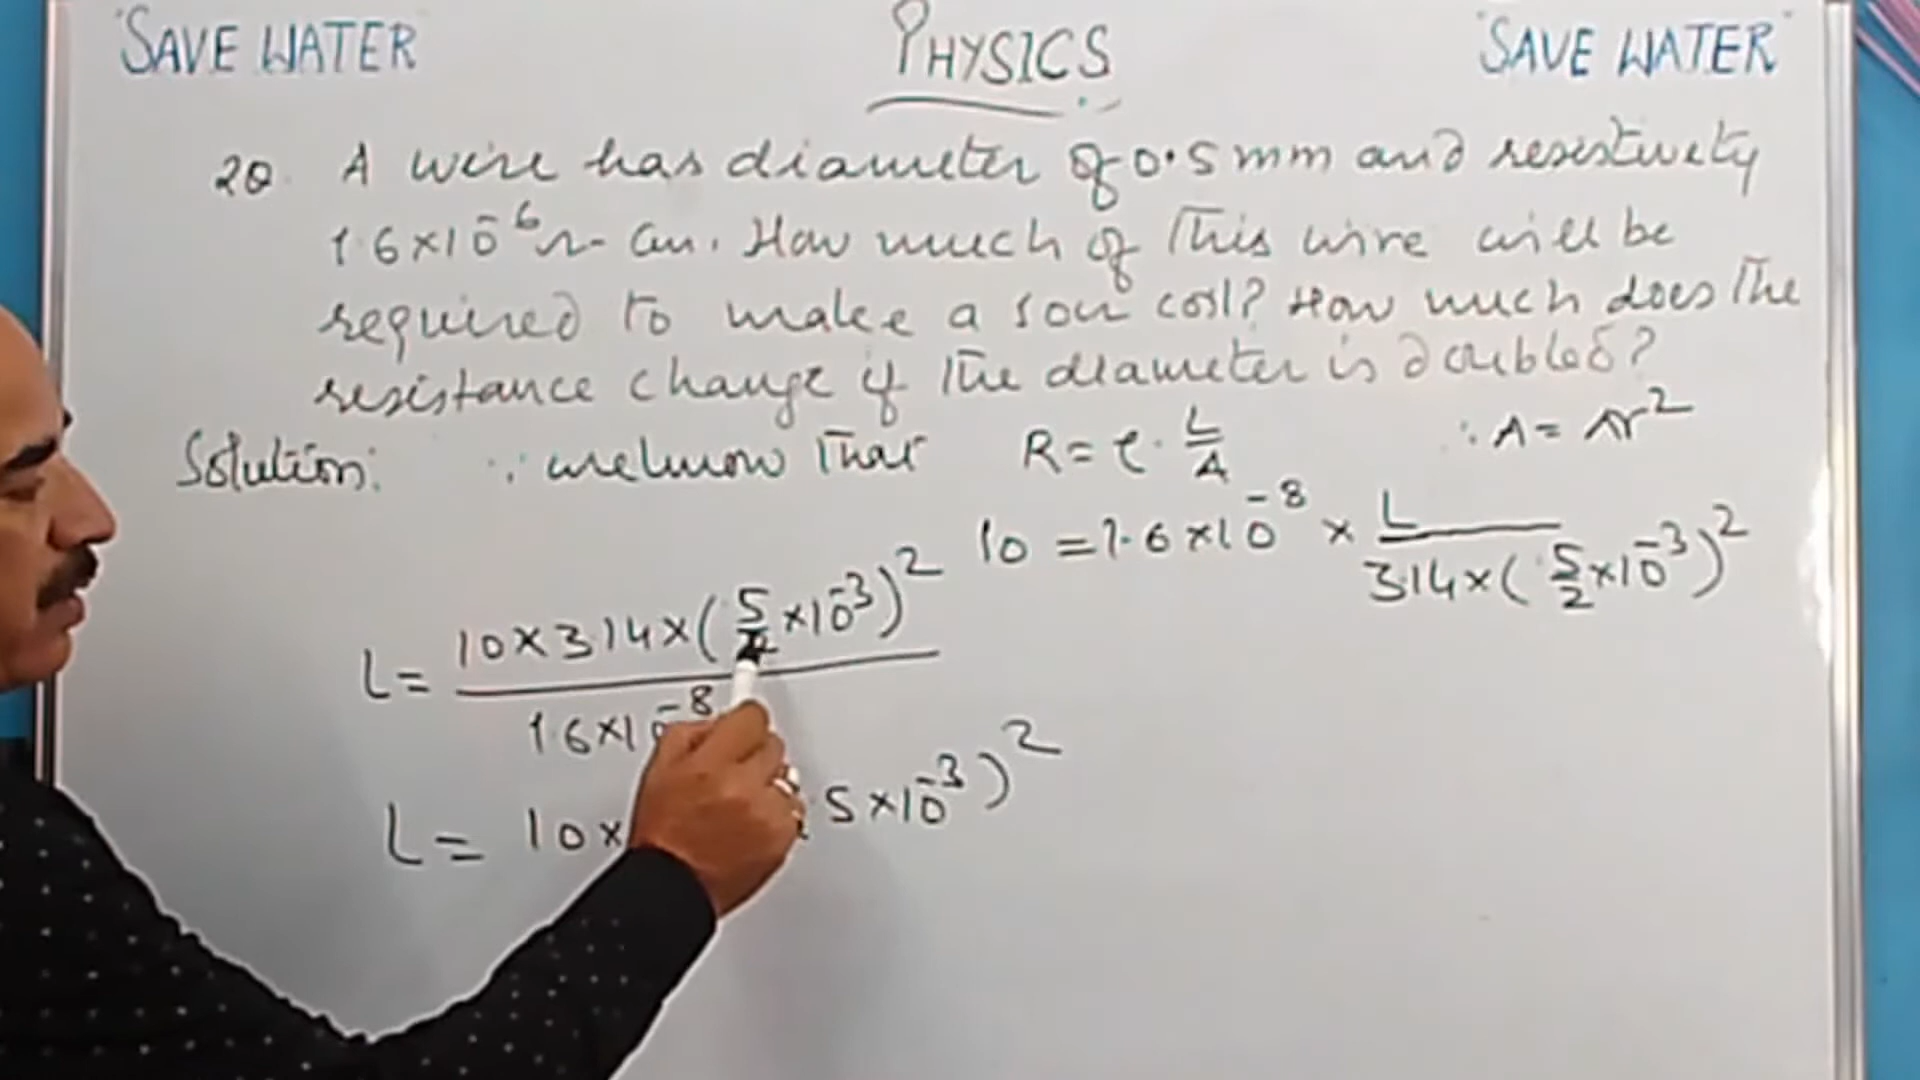 "SAVE WATER
PHYSICS
"SAVE WATER"
20. A wire has diameter of 0.5mm and resistivity
1.6×10⁻⁶Ω-cm. How much of this wire will be
required to make a 10Ω coil? How much does the
resistance change if the diameter is doubled?
Solution: ∵ we know that R = ρ. L/A ∵ A = πr²
10 = 1.6×10⁻⁸ × L/3.14×(.5/2×10⁻³)²
L = 10×3.14×(.5/2×10⁻³)²/1.6×10⁻⁸
L = 10× 5×10⁻³)²